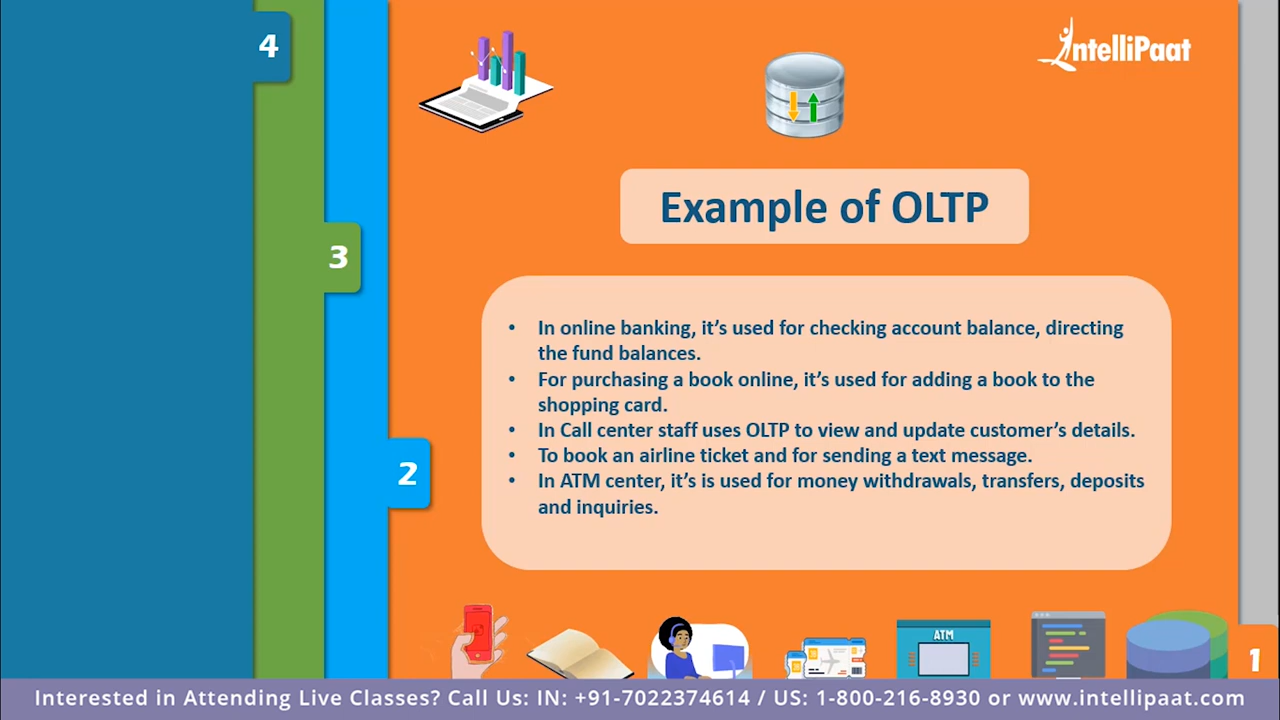 4
IntelliPaat
Example of OLTP
3
• In online banking, it’s used for checking account balance, directing
the fund balances.
• For purchasing a book online, it’s used for adding a book to the
shopping card.
• In Call center staff uses OLTP to view and update customer’s details.
• To book an airline ticket and for sending a text message.
• In ATM center, it’s is used for money withdrawals, transfers, deposits
and inquiries.
2
ATM
1
Interested in Attending Live Classes? Call Us: IN: +91-7022374614 / US: 1-800-216-8930 or www.intellipaat.com